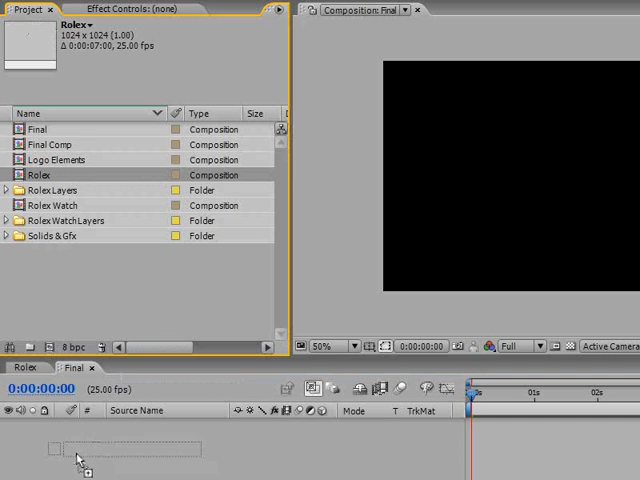 Project × Effect Controls: (none)
Composition: Final
Rolex
1024 x 1024 (1.00)
Δ 0:00:07:00, 25.00 fps
Name Type Size
Final Composition
Final Comp Composition
Logo Elements Composition
Rolex Composition
Rolex Layers Folder
Rolex Watch Composition
Rolex Watch Layers Folder
Solids & Gfx Folder
8 bpc
50% 0:00:00:00 Full Active Camera
Rolex Final ×
0:00:00:00 (25.00 fps)
# Source Name Mode T TrkMat
0s 01s 02s